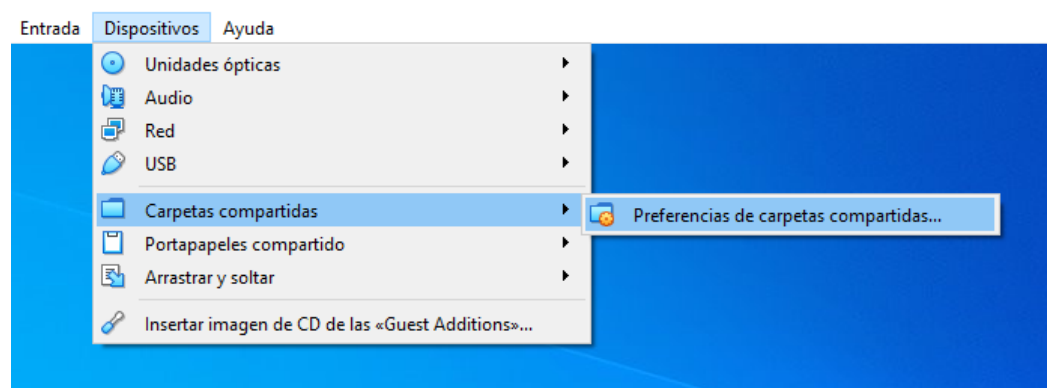 Entrada Dispositivos Ayuda
Unidades ópticas
Audio
Red
USB
Carpetas compartidas
Preferencias de carpetas compartidas...
Portapapeles compartido
Arrastrar y soltar
Insertar imagen de CD de las «Guest Additions»...